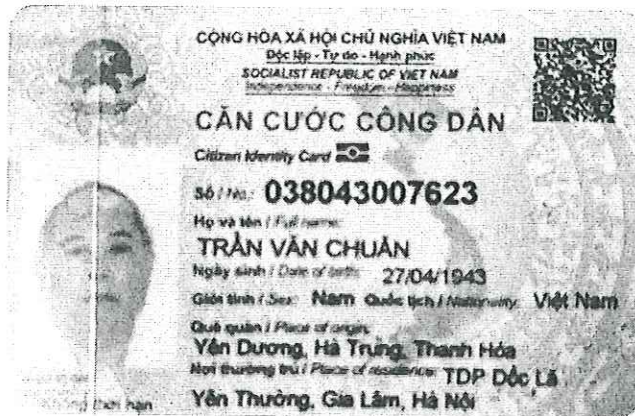 CỘNG HÒA XÃ HỘI CHỦ NGHĨA VIỆT NAM
Độc lập - Tự do - Hạnh phúc
SOCIALIST REPUBLIC OF VIET NAM
Independence - Freedom - Happiness
CĂN CƯỚC CÔNG DÂN
Citizen Identity Card
Số / No.: 038043007623
Họ và tên / Full name:
TRẦN VĂN CHUẨN
Ngày sinh / Date of birth: 27/04/1943
Giới tính / Sex: Nam Quốc tịch / Nationality: Việt Nam
Quê quán / Place of origin:
Yên Dương, Hà Trung, Thanh Hóa
Nơi thường trú / Place of residence: TDP Dốc Lã
Yên Thường, Gia Lâm, Hà Nội
thời hạn